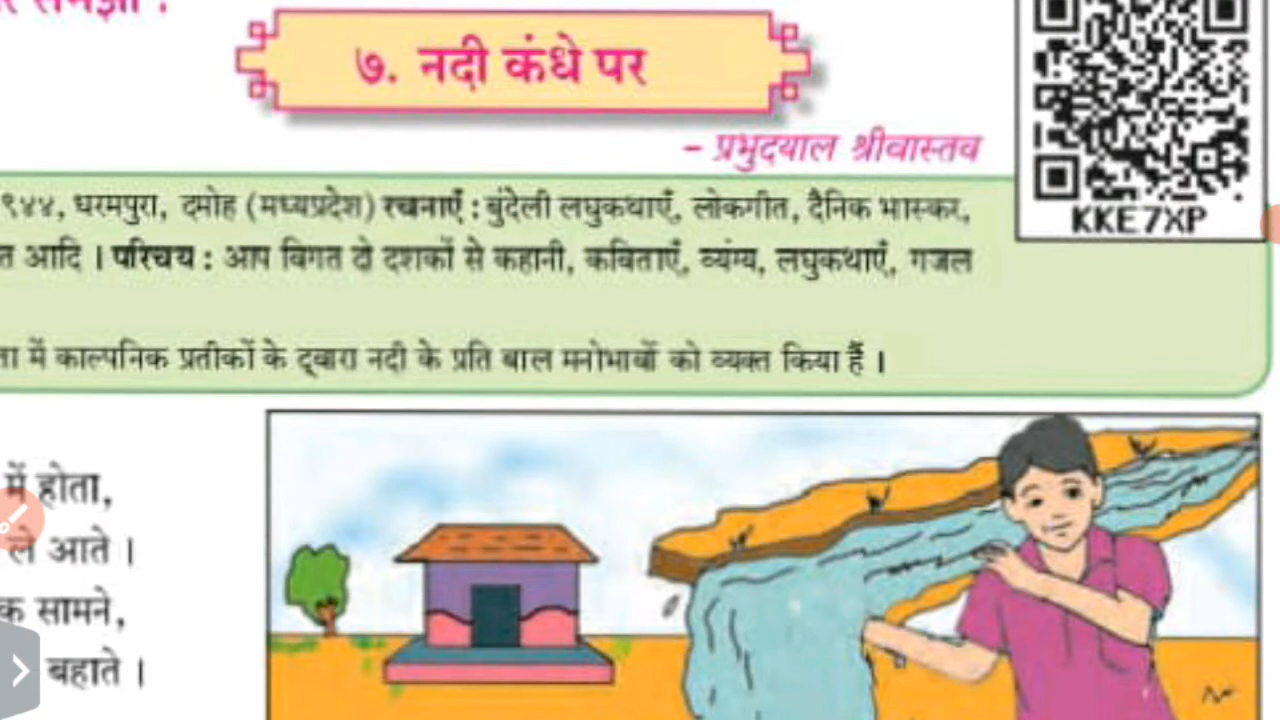 समझो :
७. नदी कंधे पर
– प्रभुदयाल श्रीवास्तव
KKE7XP
९४४, धरमपुरा, दमोह (मध्यप्रदेश) रचनाएँ : बुंदेली लघुकथाएँ, लोकगीत, दैनिक भास्कर,
त आदि । परिचय : आप विगत दो दशकों से कहानी, कविताएँ, व्यंग्य, लघुकथाएँ, गजल
ता में काल्पनिक प्रतीकों के द्वारा नदी के प्रति बाल मनोभावों को व्यक्त किया हैं ।
में होता,
ले आते ।
क सामने,
बहाते ।